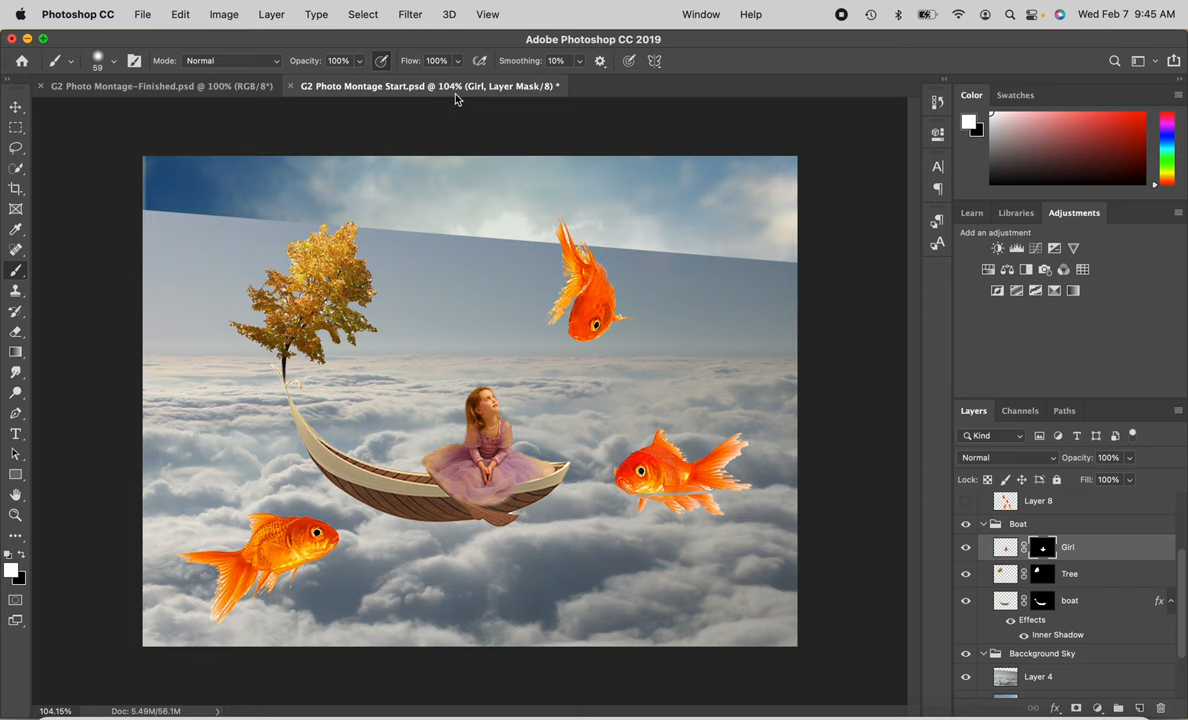 Photoshop CC File Edit Image Layer Type Select Filter 3D View Window Help Wed Feb 7 9:45 AM
Adobe Photoshop CC 2019
59 Mode: Normal Opacity: 100% Flow: 100% Smoothing: 10%
G2 Photo Montage-Finished.psd @ 100% (RGB/8*) G2 Photo Montage Start.psd @ 104% (Girl, Layer Mask/8) *
Color Swatches
Learn Libraries Adjustments
Add an adjustment
Layers Channels Paths
Kind
Normal Opacity: 100%
Lock: Fill: 100%
Layer 8
Boat
Girl
Tree
boat fx
Effects
Inner Shadow
Bacckground Sky
Layer 4
104.15% Doc: 5.49M/56.1M fx